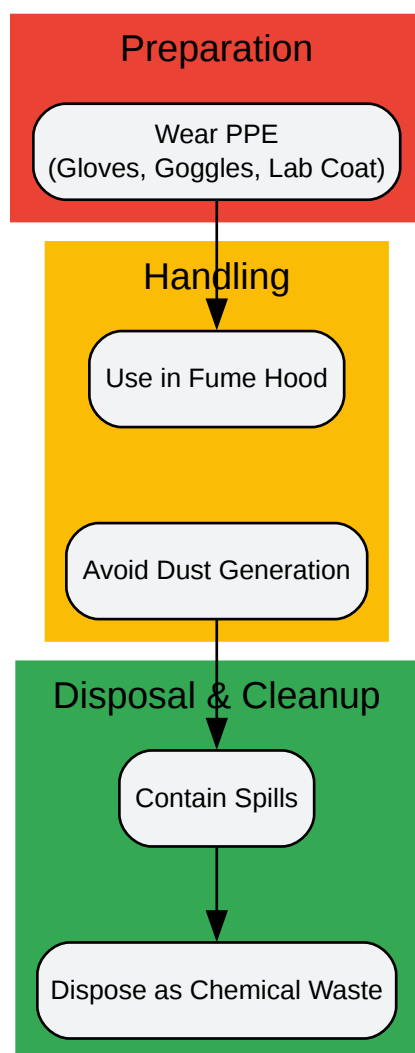 Preparation
Wear PPE
(Gloves, Goggles, Lab Coat)
Handling
Use in Fume Hood
Avoid Dust Generation
Disposal & Cleanup
Contain Spills
Dispose as Chemical Waste